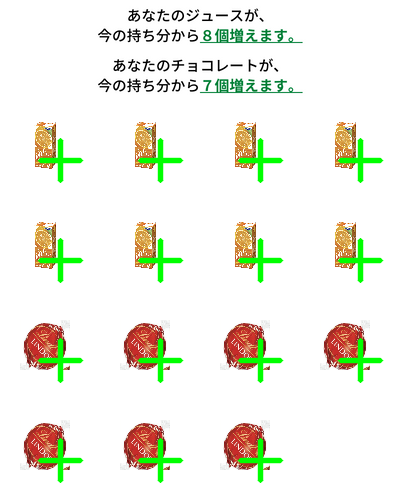 あなたのジュースが、
今の持ち分から８個増えます。
あなたのチョコレートが、
今の持ち分から７個増えます。